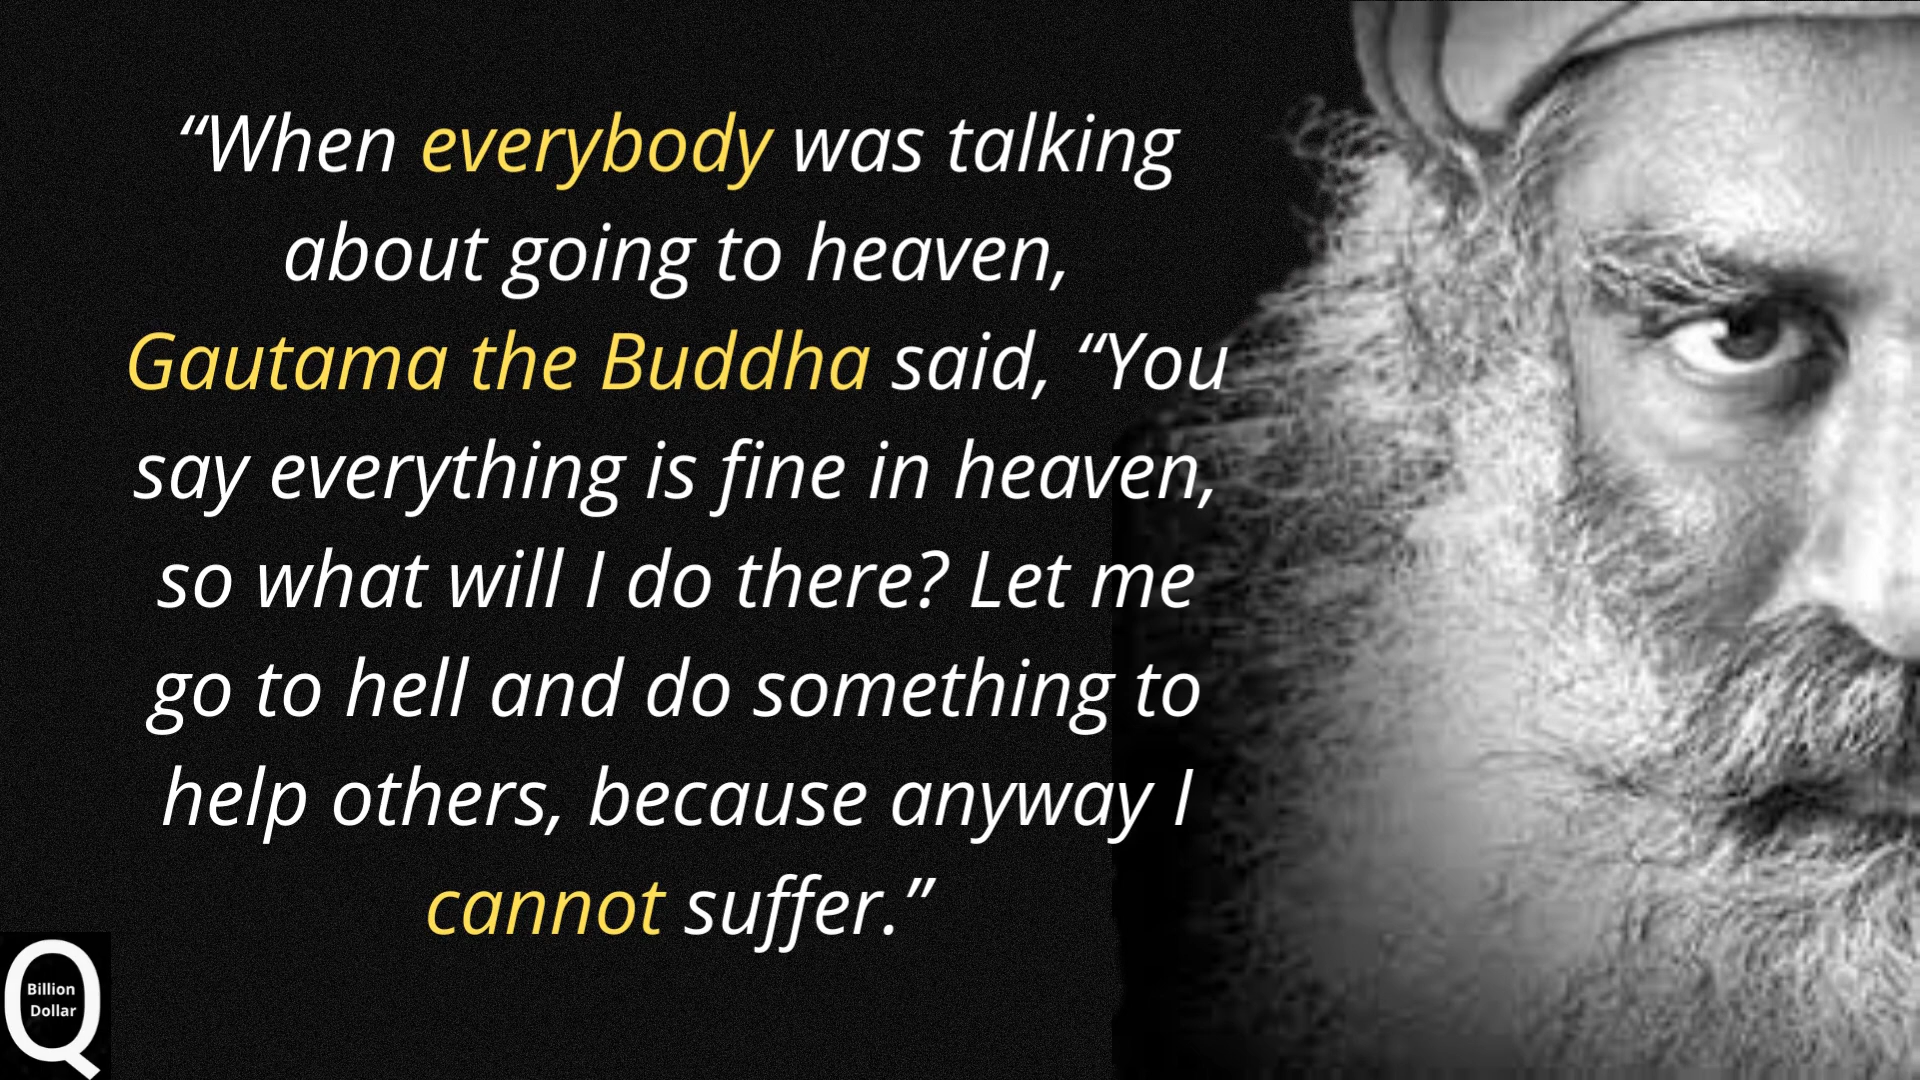 “When everybody was talking
about going to heaven,
Gautama the Buddha said, “You
say everything is fine in heaven,
so what will I do there? Let me
go to hell and do something to
help others, because anyway I
cannot suffer.”
Q
Billion
Dollar